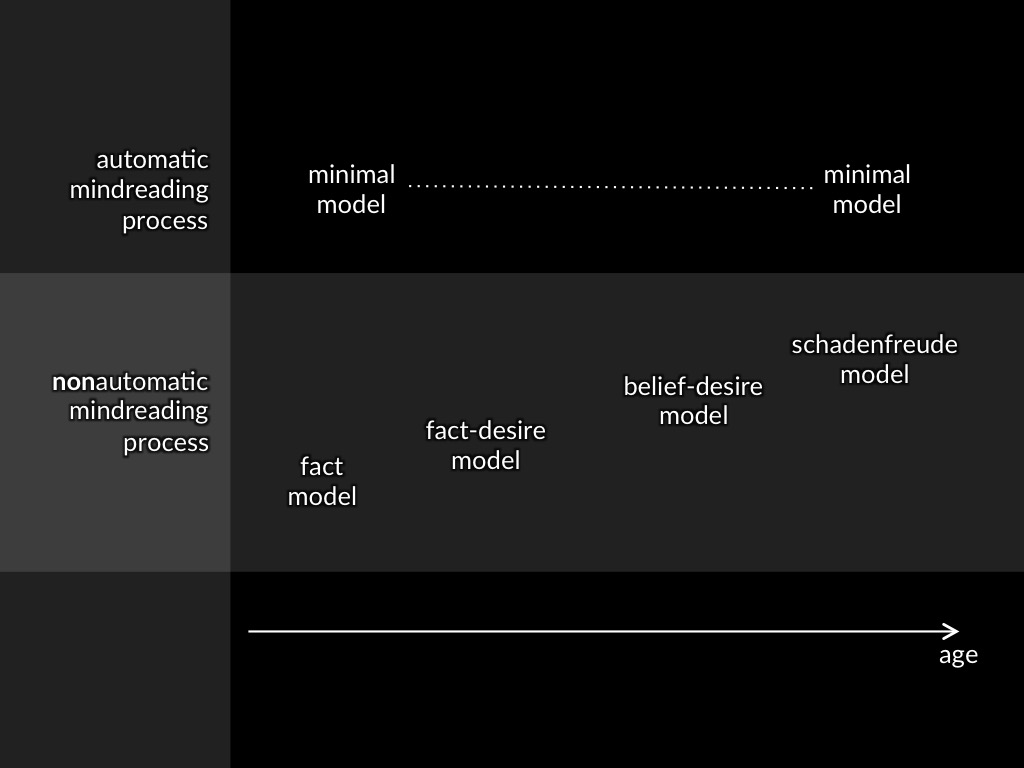 automatic
mindreading
process
minimal
model
minimal
model
nonautomatic
mindreading
process
fact
model
fact-desire
model
belief-desire
model
schadenfreude
model
age